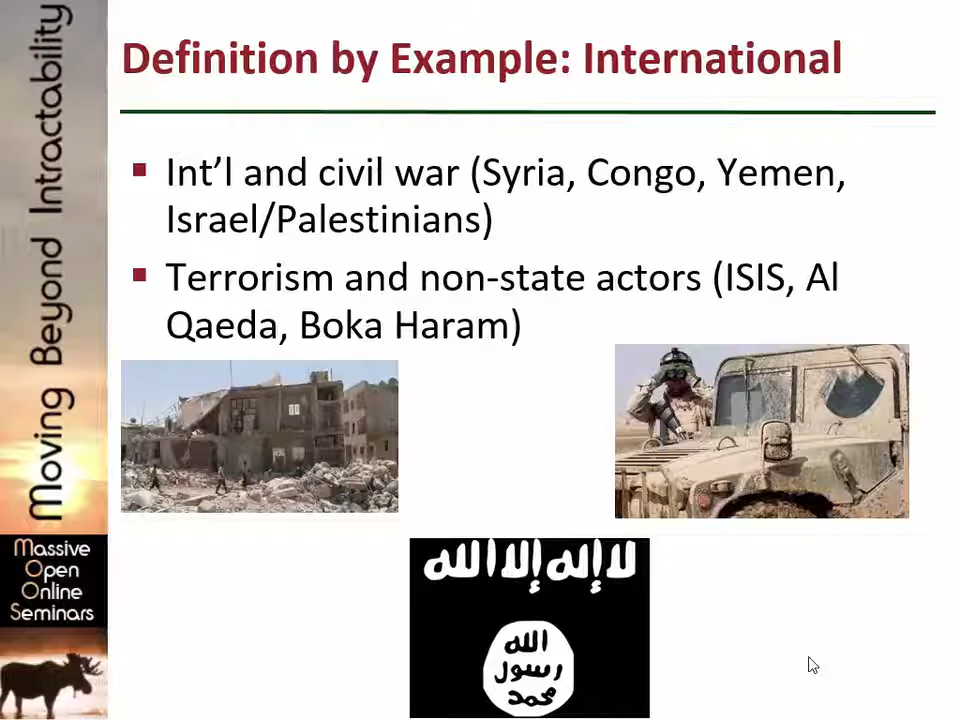 Moving Beyond Intractability
Massive
Open
Online
Seminars
Definition by Example: International
Int’l and civil war (Syria, Congo, Yemen,
Israel/Palestinians)
Terrorism and non-state actors (ISIS, Al
Qaeda, Boka Haram)
لا إله إلا الله
الله
رسول
محمد